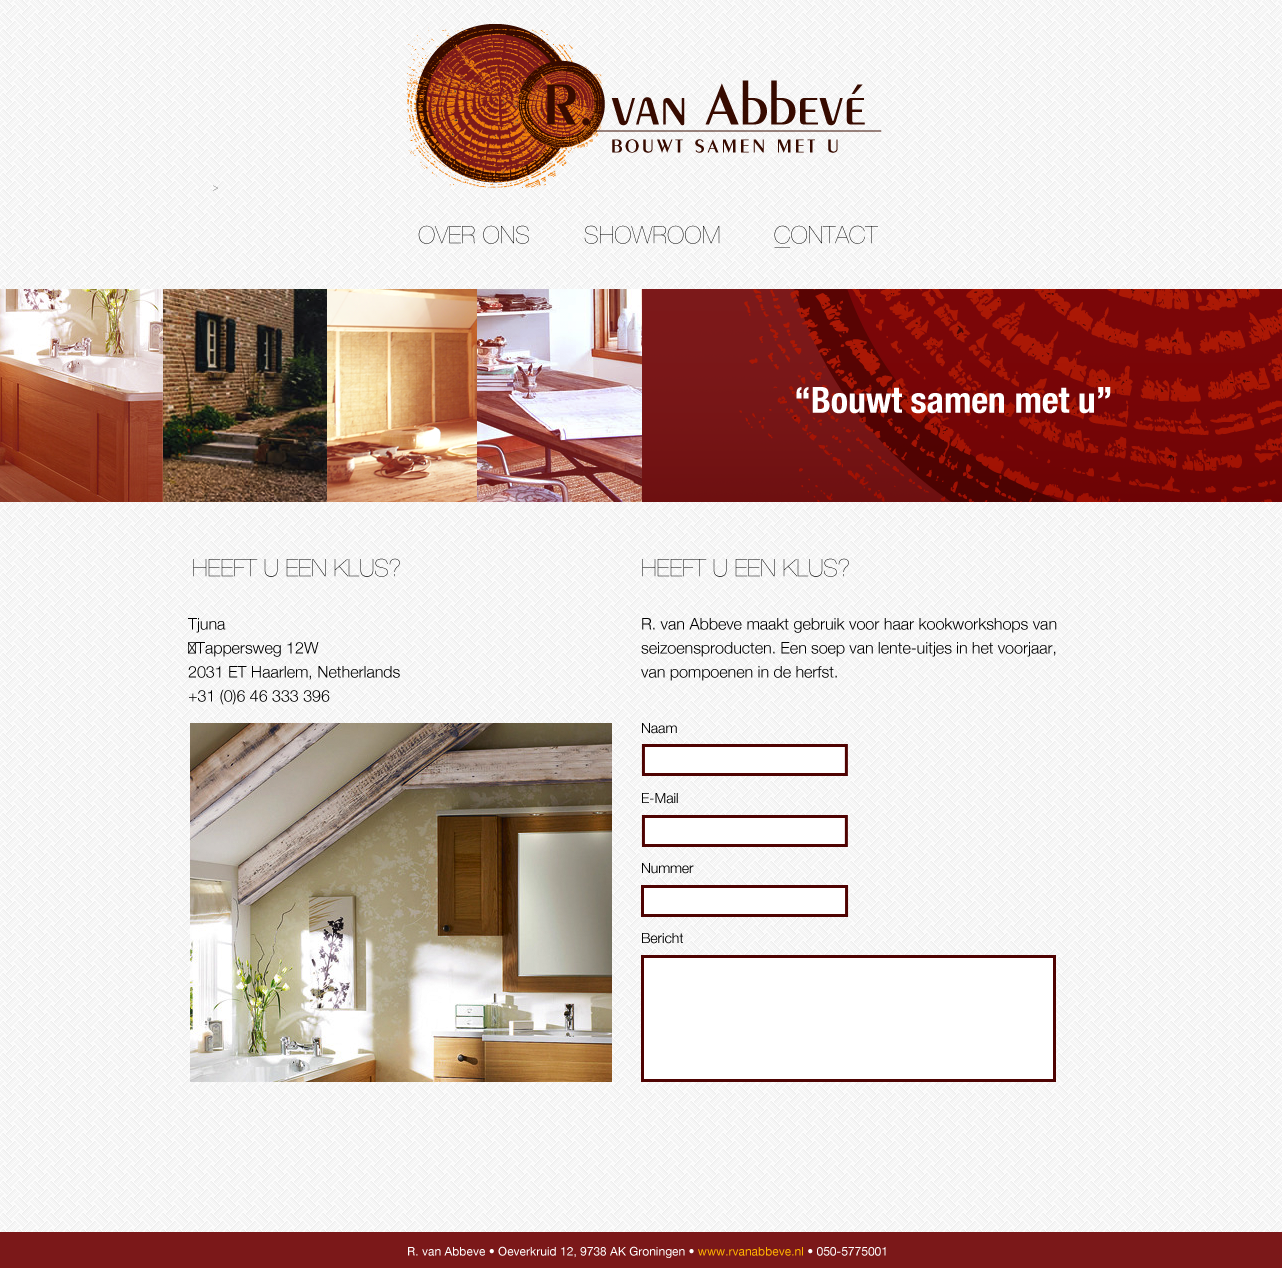 R. VAN ABBEVÉ
BOUWT SAMEN MET U
>
OVER ONS SHOWROOM CONTACT
“Bouwt samen met u”
HEEFT U EEN KLUS?
Tjuna
Tappersweg 12W
2031 ET Haarlem, Netherlands
+31 (0)6 46 333 396
HEEFT U EEN KLUS?
R. van Abbeve maakt gebruik voor haar kookworkshops van
seizoensproducten. Een soep van lente-uitjes in het voorjaar,
van pompoenen in de herfst.
Naam
E-Mail
Nummer
Bericht
R. van Abbeve • Oeverkruid 12, 9738 AK Groningen • www.rvanabbeve.nl • 050-5775001